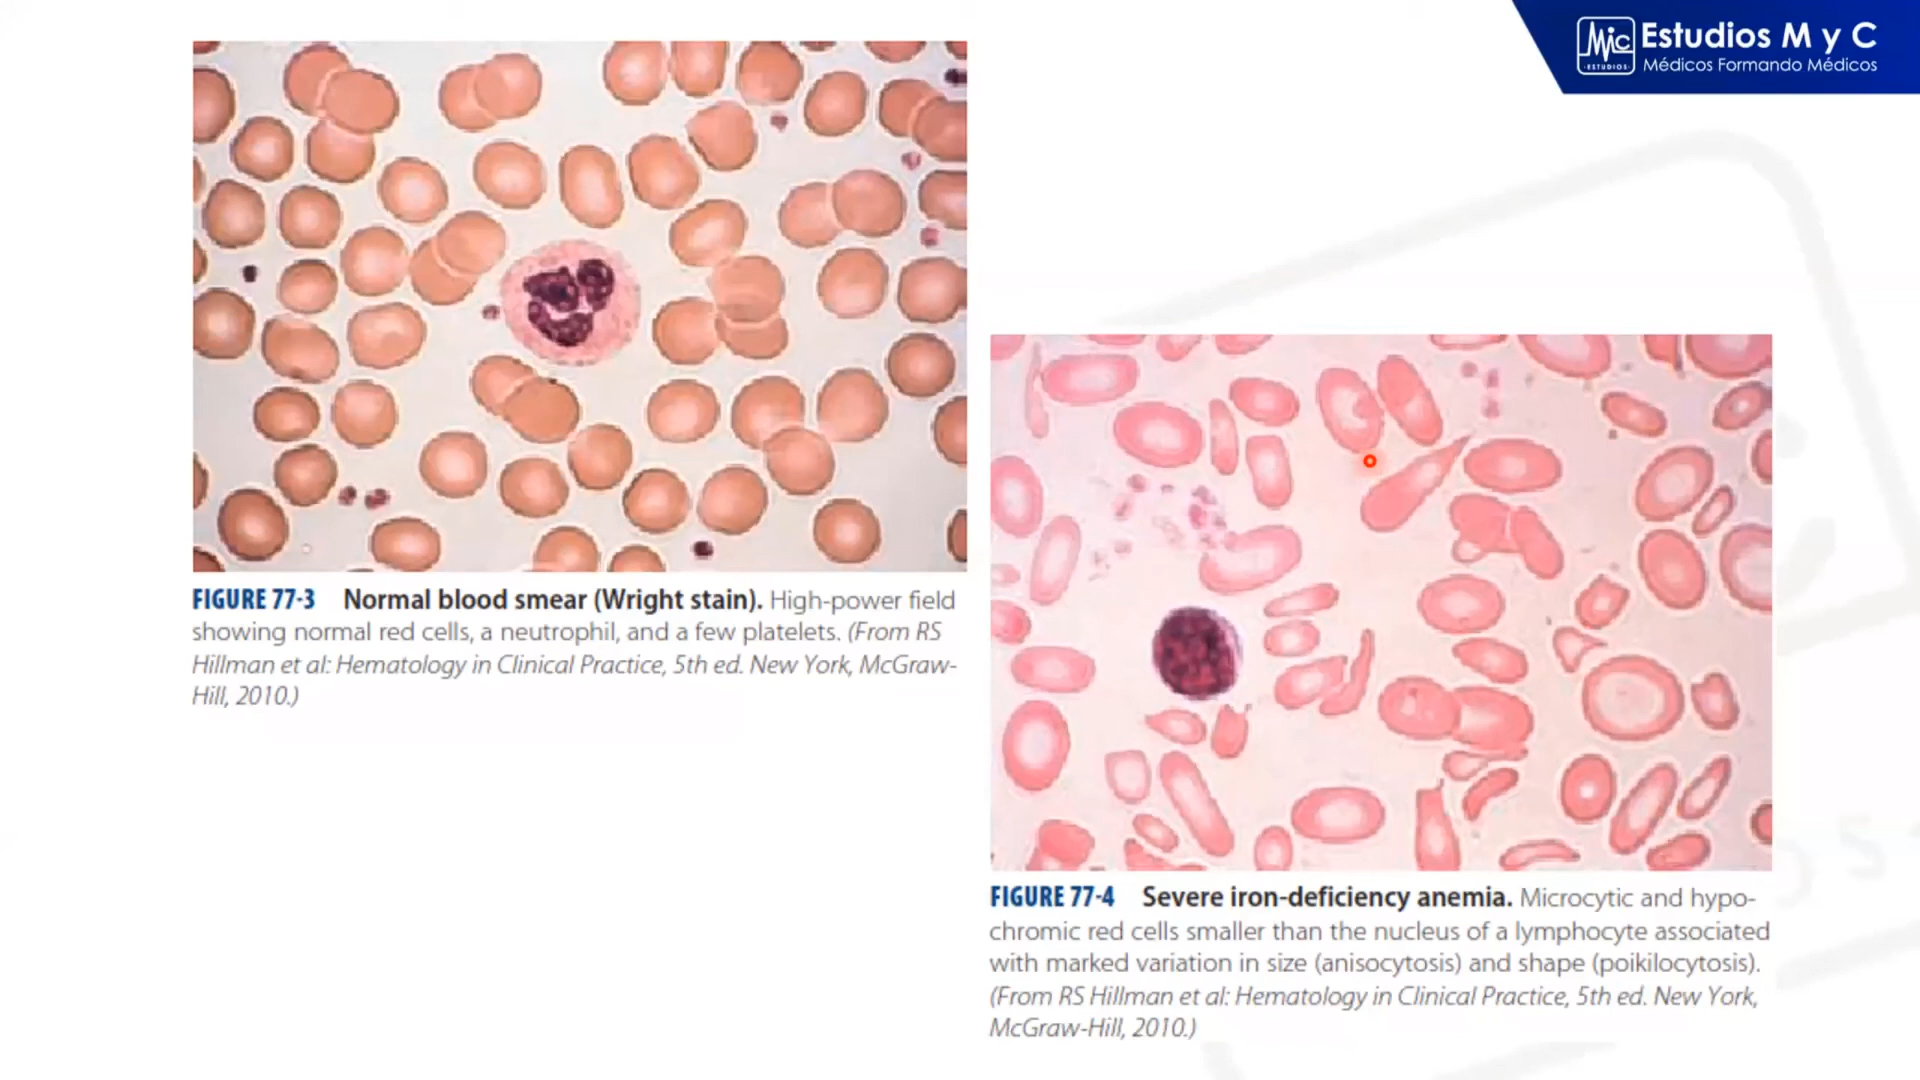 Mic
ESTUDIOS
Estudios M y C
Médicos Formando Médicos
FIGURE 77-3 Normal blood smear (Wright stain). High-power field
showing normal red cells, a neutrophil, and a few platelets. (From RS
Hillman et al: Hematology in Clinical Practice, 5th ed. New York, McGraw-
Hill, 2010.)
FIGURE 77-4 Severe iron-deficiency anemia. Microcytic and hypo-
chromic red cells smaller than the nucleus of a lymphocyte associated
with marked variation in size (anisocytosis) and shape (poikilocytosis).
(From RS Hillman et al: Hematology in Clinical Practice, 5th ed. New York,
McGraw-Hill, 2010.)